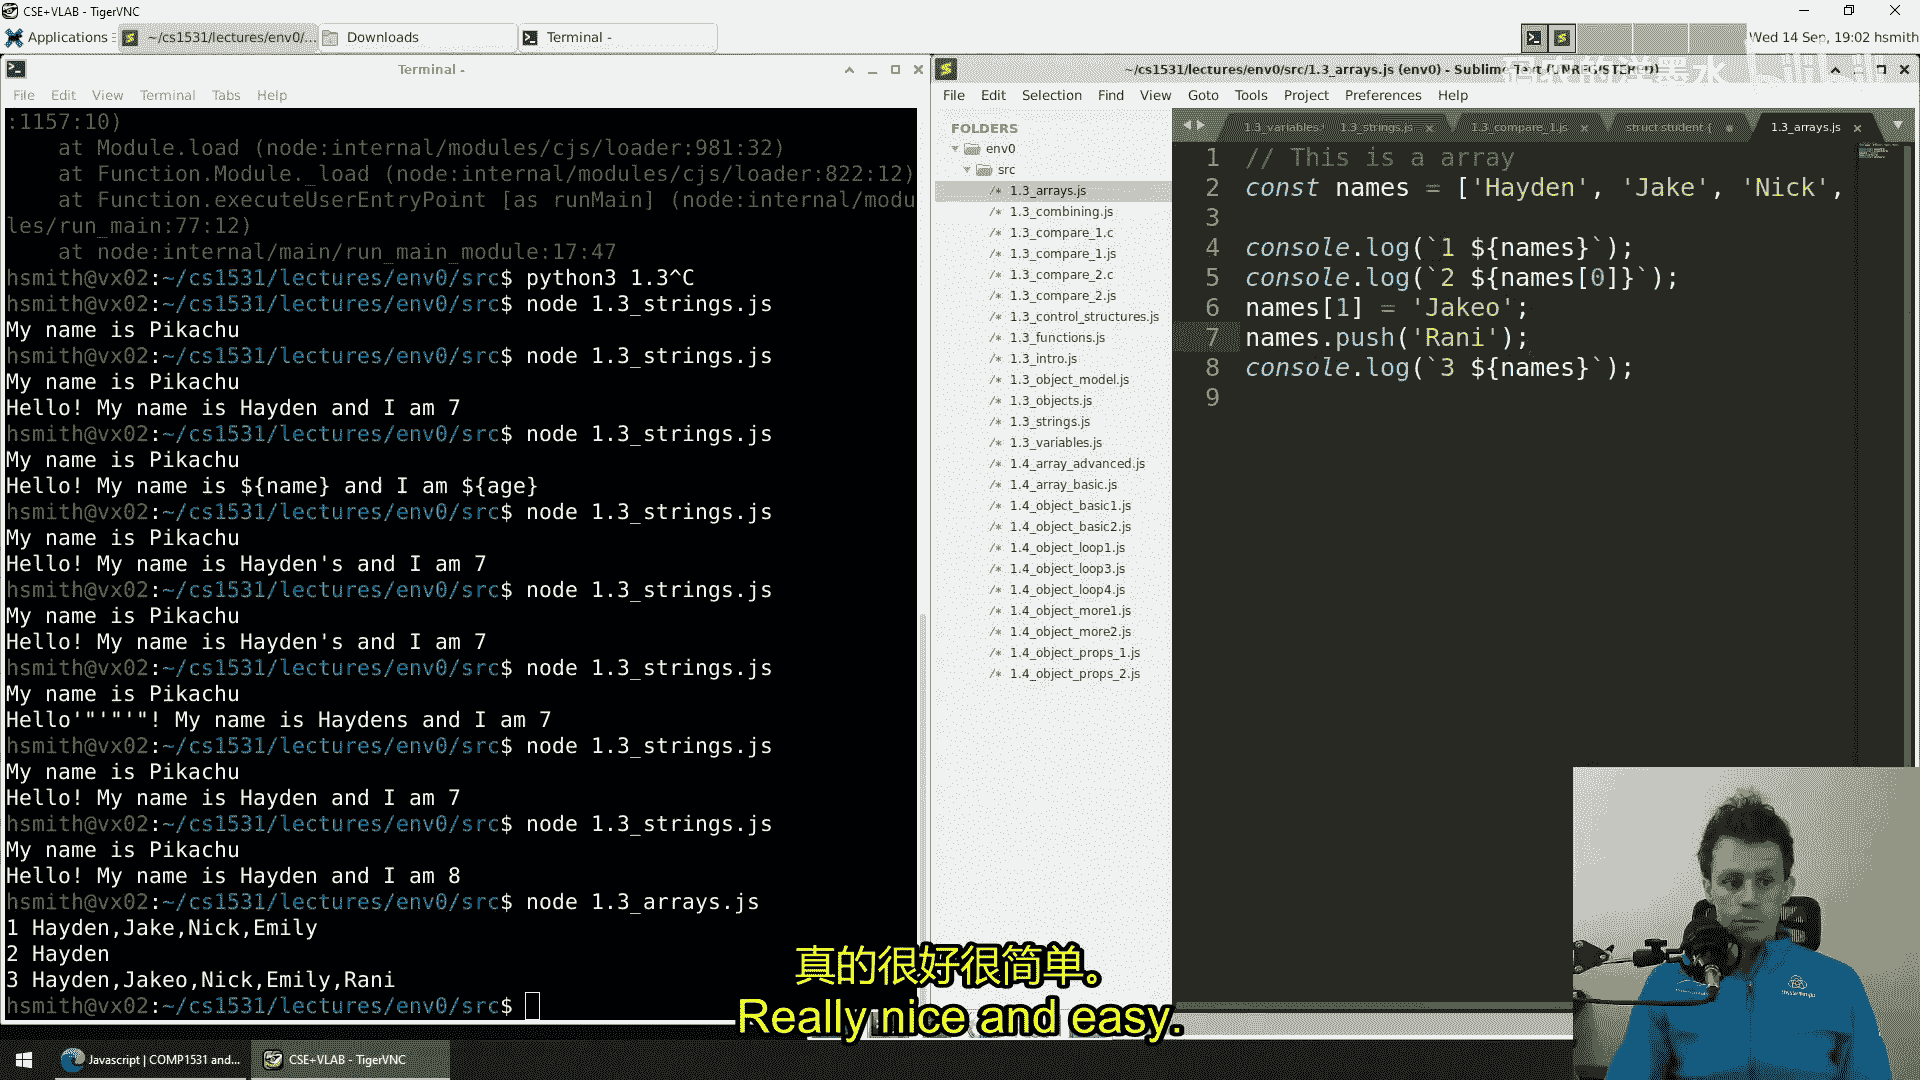 CSE+VLAB - TigerVNC
Applications
~/cs1531/lectures/env0/...
Downloads
Terminal -
Wed 14 Sep, 19:02 hsmith
Terminal -
File Edit View Terminal Tabs Help
:1157:10)
    at Module.load (node:internal/modules/cjs/loader:981:32)
    at Function.Module._load (node:internal/modules/cjs/loader:822:12)
    at Function.executeUserEntryPoint [as runMain] (node:internal/modu
les/run_main:77:12)
    at node:internal/main/run_main_module:17:47
hsmith@vx02:~/cs1531/lectures/env0/src$ python3 1.3^C
hsmith@vx02:~/cs1531/lectures/env0/src$ node 1.3_strings.js
My name is Pikachu
hsmith@vx02:~/cs1531/lectures/env0/src$ node 1.3_strings.js
My name is Pikachu
Hello! My name is Hayden and I am 7
hsmith@vx02:~/cs1531/lectures/env0/src$ node 1.3_strings.js
My name is Pikachu
Hello! My name is ${name} and I am ${age}
hsmith@vx02:~/cs1531/lectures/env0/src$ node 1.3_strings.js
My name is Pikachu
Hello! My name is Hayden's and I am 7
hsmith@vx02:~/cs1531/lectures/env0/src$ node 1.3_strings.js
My name is Pikachu
Hello! My name is Hayden's and I am 7
hsmith@vx02:~/cs1531/lectures/env0/src$ node 1.3_strings.js
My name is Pikachu
Hello'"'"'"! My name is Haydens and I am 7
hsmith@vx02:~/cs1531/lectures/env0/src$ node 1.3_strings.js
My name is Pikachu
Hello! My name is Hayden and I am 7
hsmith@vx02:~/cs1531/lectures/env0/src$ node 1.3_strings.js
My name is Pikachu
Hello! My name is Hayden and I am 8
hsmith@vx02:~/cs1531/lectures/env0/src$ node 1.3_arrays.js
1 Hayden,Jake,Nick,Emily
2 Hayden
3 Hayden,Jakeo,Nick,Emily,Rani
hsmith@vx02:~/cs1531/lectures/env0/src$
~/cs1531/lectures/env0/src/1.3_arrays.js (env0) - Sublime Text (UNREGISTERED)
码农的洋墨水
File Edit Selection Find View Goto Tools Project Preferences Help
FOLDERS
env0
src
/* 1.3_arrays.js
/* 1.3_combining.js
/* 1.3_compare_1.c
/* 1.3_compare_1.js
/* 1.3_compare_2.c
/* 1.3_compare_2.js
/* 1.3_control_structures.js
/* 1.3_functions.js
/* 1.3_intro.js
/* 1.3_object_model.js
/* 1.3_objects.js
/* 1.3_strings.js
/* 1.3_variables.js
/* 1.4_array_advanced.js
/* 1.4_array_basic.js
/* 1.4_object_basic1.js
/* 1.4_object_basic2.js
/* 1.4_object_loop1.js
/* 1.4_object_loop3.js
/* 1.4_object_loop4.js
/* 1.4_object_more1.js
/* 1.4_object_more2.js
/* 1.4_object_props_1.js
/* 1.4_object_props_2.js
1.3_variables 1.3_strings.js 1.3_compare_1.js struct student { 1.3_arrays.js
1 // This is a array
2 const names = ['Hayden', 'Jake', 'Nick',
3
4 console.log(`1 ${names}`);
5 console.log(`2 ${names[0]}`);
6 names[1] = 'Jakeo';
7 names.push('Rani');
8 console.log(`3 ${names}`);
9
真的很好很简单。
Really nice and easy.
Javascript | COMP1531 and...
CSE+VLAB - TigerVNC